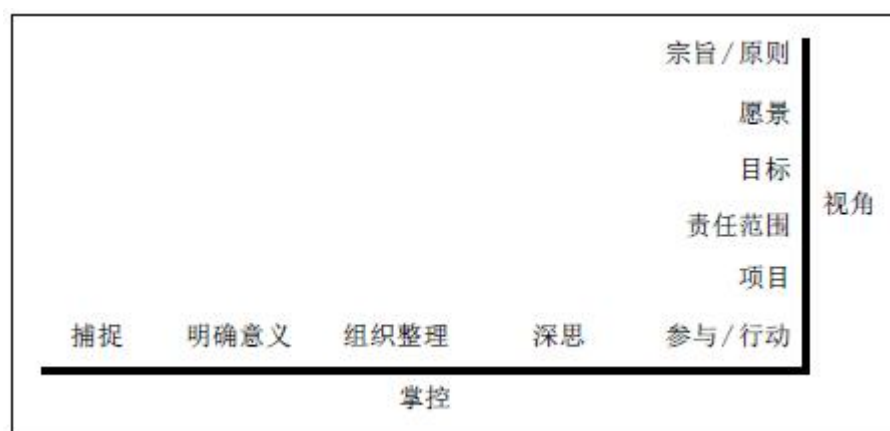 宗旨/原则
愿景
目标
视角
责任范围
项目
捕捉 明确意义 组织整理 深思 参与/行动
掌控